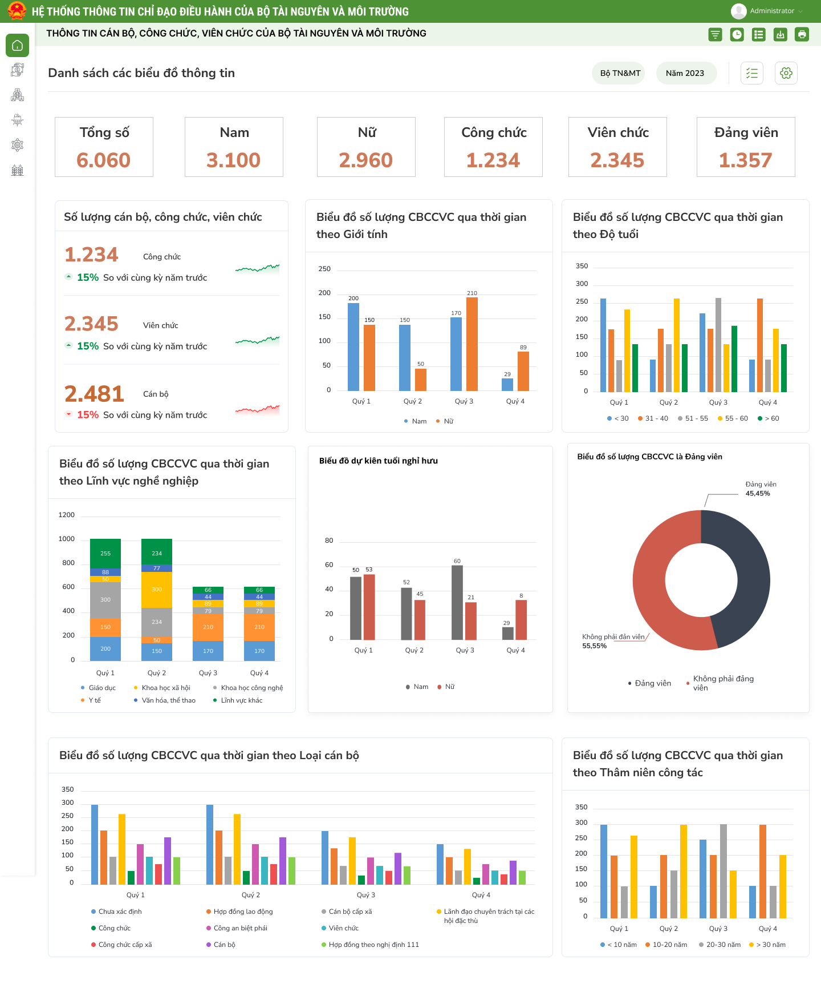 HỆ THỐNG THÔNG TIN CHỈ ĐẠO ĐIỀU HÀNH CỦA BỘ TÀI NGUYÊN VÀ MÔI TRƯỜNG
Administrator
THÔNG TIN CÁN BỘ, CÔNG CHỨC, VIÊN CHỨC CỦA BỘ TÀI NGUYÊN VÀ MÔI TRƯỜNG
Danh sách các biểu đồ thông tin
Bộ TN&MT
Năm 2023
Tổng số
6.060
Nam
3.100
Nữ
2.960
Công chức
1.234
Viên chức
2.345
Đảng viên
1.357
Số lượng cán bộ, công chức, viên chức
1.234
Công chức
15% So với cùng kỳ năm trước
2.345
Viên chức
15% So với cùng kỳ năm trước
2.481
Cán bộ
15% So với cùng kỳ năm trước
Biểu đồ số lượng CBCCVC qua thời gian
theo Giới tính
250
200
150
100
50
0
200
150
150
50
170
210
29
89
Quý 1
Quý 2
Quý 3
Quý 4
Nam
Nữ
Biểu đồ số lượng CBCCVC qua thời gian
theo Độ tuổi
350
300
250
200
150
100
50
0
Quý 1
Quý 2
Quý 3
Quý 4
< 30
31 - 40
51 - 55
55 - 60
> 60
Biểu đồ số lượng CBCCVC qua thời gian
theo Lĩnh vực nghề nghiệp
1200
1000
800
600
400
200
0
255
88
50
300
150
200
234
77
300
234
50
150
66
44
89
79
210
170
66
44
89
79
210
170
Quý 1
Quý 2
Quý 3
Quý 4
Giáo dục
Khoa học xã hội
Khoa học công nghệ
Y tế
Văn hóa, thể thao
Lĩnh vực khác
Biểu đồ dự kiên tuổi nghỉ hưu
80
60
40
20
0
50
53
52
45
60
21
29
8
Quý 1
Quý 2
Quý 3
Quý 4
Nam
Nữ
Biểu đồ số lượng CBCCVC là Đảng viên
Đảng viên
45,45%
Không phải đản viên
55,55%
Đảng viên
Không phải đảng
viên
Biểu đồ số lượng CBCCVC qua thời gian theo Loại cán bộ
350
300
250
200
150
100
50
0
Quý 1
Quý 2
Quý 3
Quý 4
Chưa xác định
Hợp đồng lao động
Cán bộ cấp xã
Lãnh đạo chuyên trách tại các
hội đặc thù
Công chức
Công an biệt phái
Viên chức
Công chức cấp xã
Cán bộ
Hợp đồng theo nghị định 111
Biểu đồ số lượng CBCCVC qua thời gian
theo Thâm niên công tác
350
300
250
200
150
100
50
0
Quý 1
Quý 2
Quý 3
Quý 4
< 10 năm
10-20 năm
20-30 năm
> 30 năm